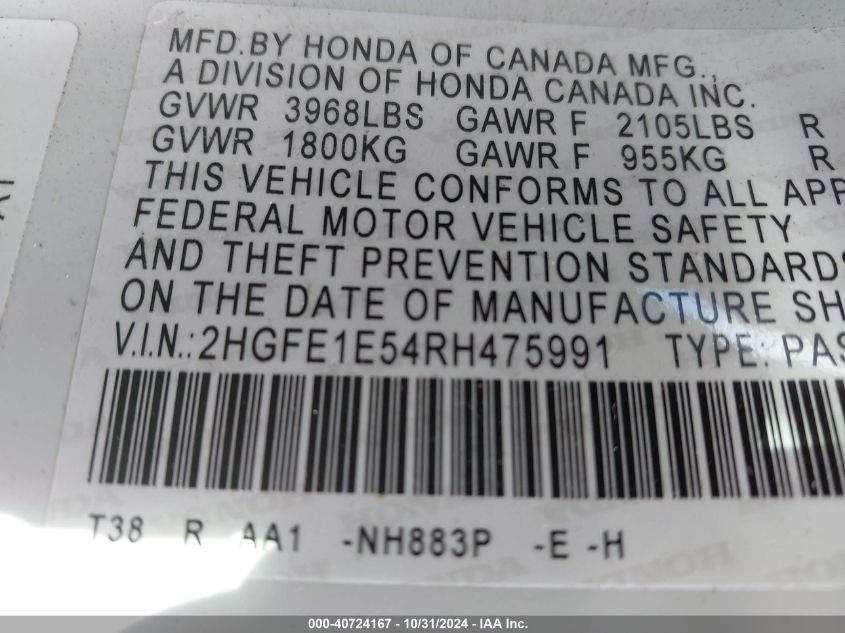 MFD.BY HONDA OF CANADA MFG.,
A DIVISION OF HONDA CANADA INC.
GVWR 3968LBS GAWR F 2105LBS R
GVWR 1800KG GAWR F 955KG R
THIS VEHICLE CONFORMS TO ALL APP
FEDERAL MOTOR VEHICLE SAFETY
AND THEFT PREVENTION STANDARDS
ON THE DATE OF MANUFACTURE SH
V.I.N.:2HGFE1E54RH475991 TYPE: PAS
T38 R AA1 -NH883P -E -H
000-40724167 - 10/31/2024 - IAA Inc.